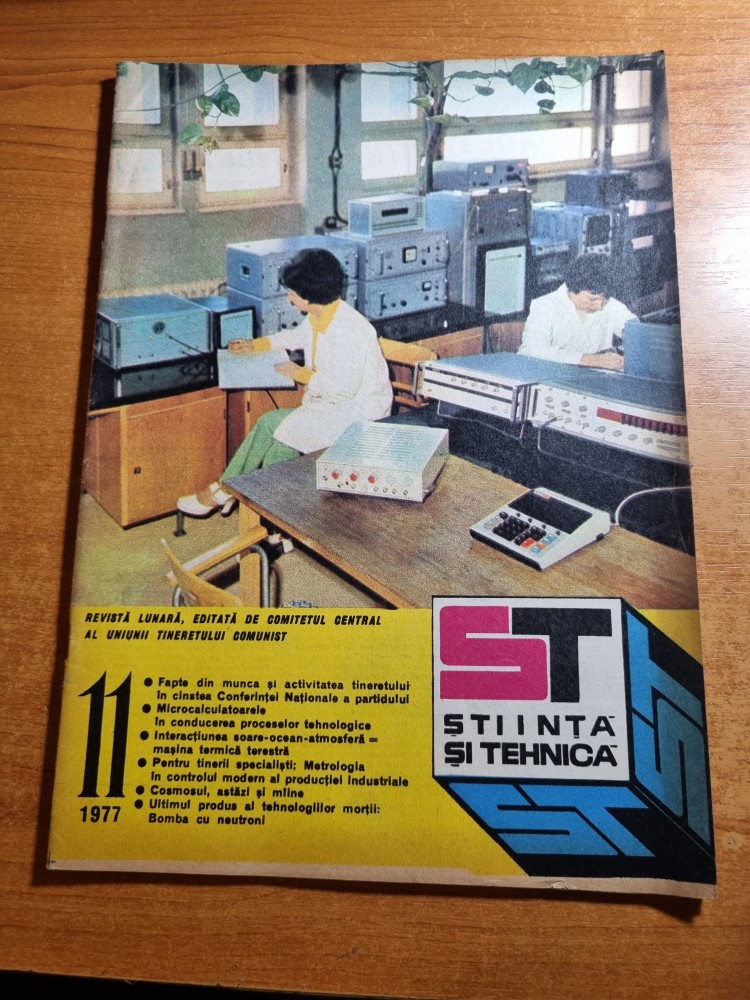 REVISTĂ LUNARĂ, EDITATĂ DE COMITETUL CENTRAL
AL UNIUNII TINERETULUI COMUNIST
11
1977
● Fapte din munca și activitatea tineretului
în cinstea Conferinței Naționale a partidului
● Microcalculatoarele
în conducerea proceselor tehnologice
● Interacțiunea soare-ocean-atmosferă =
mașina termică terestră
● Pentru tinerii specialiști: Metrologia
în controlul modern al producției industriale
● Cosmosul, astăzi și mîine
● Ultimul produs al tehnologiilor morții:
Bomba cu neutroni
ST
ȘTIINȚĂ
ȘI TEHNICĂ
ST
ST